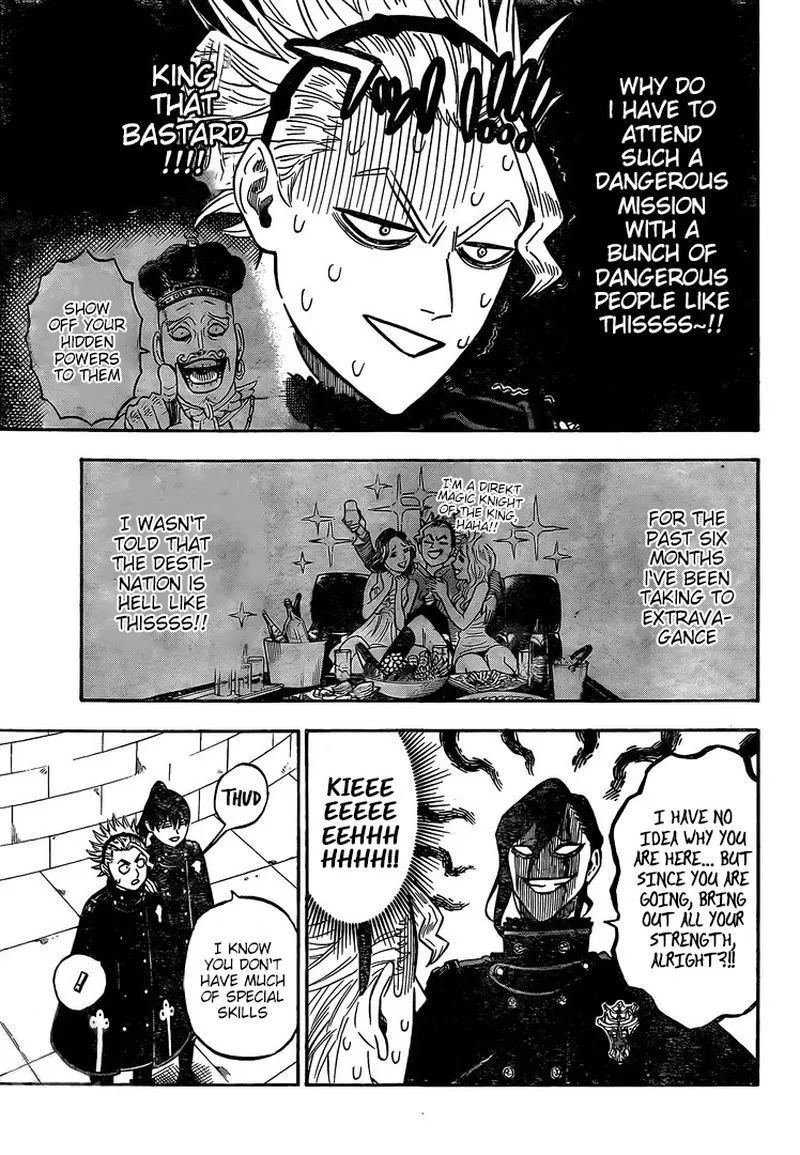 WHY DO
I HAVE TO
ATTEND
SUCH A
DANGEROUS
MISSION
WITH A
BUNCH OF
DANGEROUS
PEOPLE LIKE
THISSSS~!!
KING
THAT
BASTARD
!!!!
SHOW
OFF YOUR
HIDDEN
POWERS
TO THEM
FOR THE
PAST SIX
MONTHS
I'VE BEEN
TAKING TO
EXTRAVA-
GANCE
I'M A DIREKT
MAGIC KNIGHT
OF THE KING,
HAHA!!
I WASN'T
TOLD THAT
THE DESTI-
NATION IS
HELL LIKE
THISSSS!!
I HAVE NO
IDEA WHY YOU
ARE HERE... BUT
SINCE YOU ARE
GOING, BRING
OUT ALL YOUR
STRENGTH,
ALRIGHT?!!
KIEEE
EEEEE
EEHHH
HHHH!!
THUD
I KNOW
YOU DON'T
HAVE MUCH
OF SPECIAL
SKILLS
!